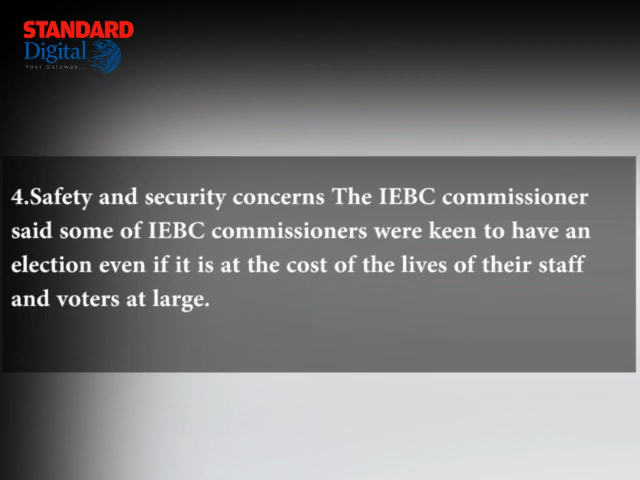 STANDARD
Digital
Your Gateway...
4.Safety and security concerns The IEBC commissioner
said some of IEBC commissioners were keen to have an
election even if it is at the cost of the lives of their staff
and voters at large.